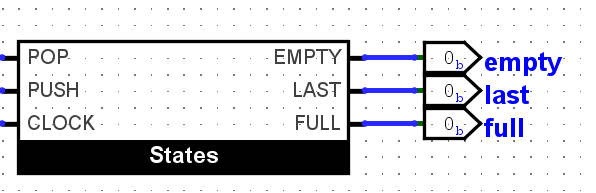 POP EMPTY 0b empty
PUSH LAST 0b last
CLOCK FULL 0b full
States